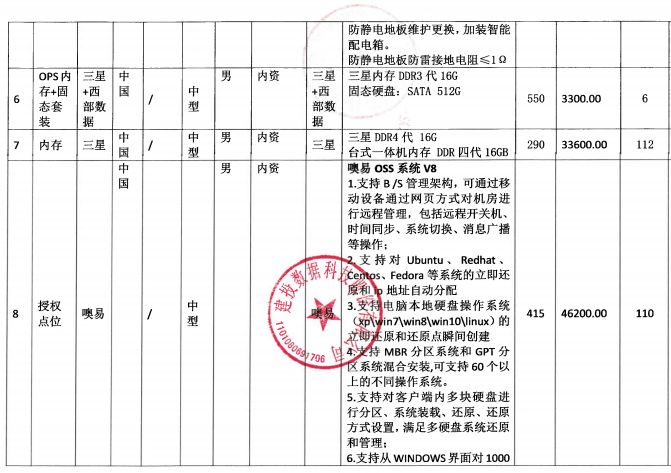 防静电地板维护更换，加装智能
配电箱。
防静电地板防雷接地电阻≤1Ω
6
OPS内
存+固
态套
装
三星
+西
部数
据
中
国
/
中
型
男
内资
三星
+西
部数
据
三星内存 DDR3 代 16G
固态硬盘：SATA 512G
550
3300.00
6
7
内存
三星
中
国
/
中
型
男
内资
三星
三星DDR4 代 16G
台式一体机内存 DDR 四代 16GB
290
33600.00
112
8
授权
点位
噢易
中
国
/
中
型
男
内资
噢易
噢易 OSS 系统 V8
1.支持 B /S 管理架构，可通过移
动设备通过网页方式对机房进
行远程管理，包括远程开关机、
时间同步、系统切换、消息广播
等操作；
2.支持对 Ubuntu、Redhat、
Centos、Fedora 等系统的立即还
原和 ip 地址自动分配
3.支持电脑本地硬盘操作系统
（xp\win7\win8\win10\linux）的
立即还原和还原点瞬间创建
4.支持 MBR 分区系统和 GPT 分
区系统混合安装,可支持 60 个以
上的不同操作系统。
5.支持对客户端内多块硬盘进
行分区、系统装载、还原、还原
方式设置，满足多硬盘系统还原
和管理;
6.支持从 WINDOWS 界面对 1000
415
46200.00
110
建投数据科技
公司
1101080691706